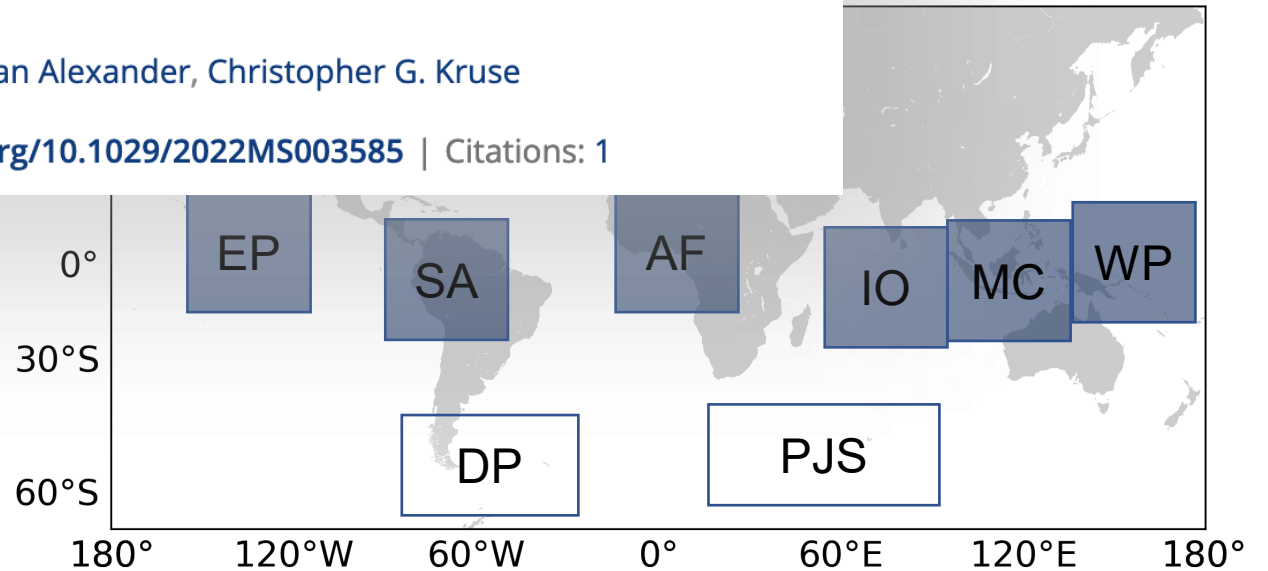 an Alexander, Christopher G. Kruse
rg/10.1029/2022MS003585 | Citations: 1
EP
SA
AF
IO
MC
WP
0°
30°S
DP
PJS
60°S
180°
120°W
60°W
0°
60°E
120°E
180°